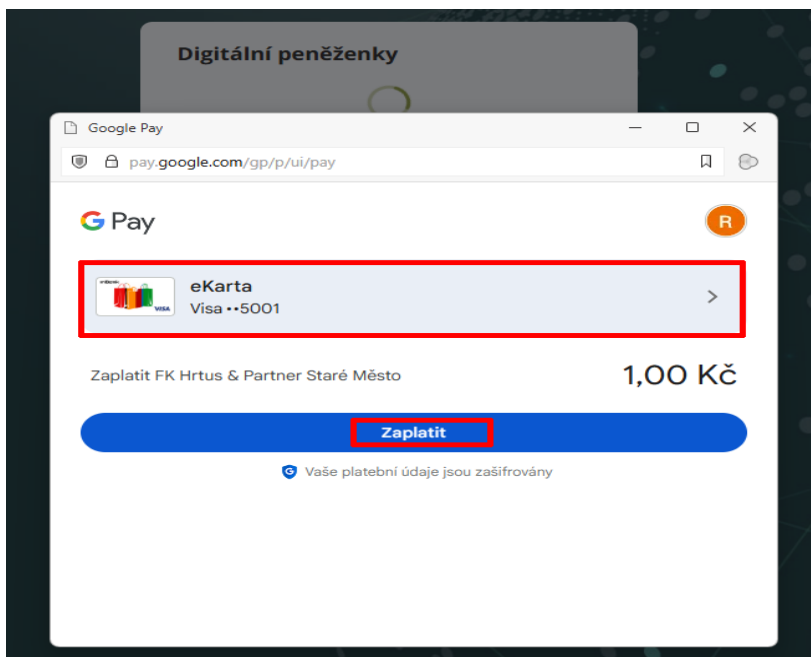 Digitální peněženky
Google Pay
pay.google.com/gp/p/ui/pay
G Pay
R
eKarta
VISA
Visa ••5001
Zaplatit FK Hrtus & Partner Staré Město
1,00 Kč
Zaplatit
G Vaše platební údaje jsou zašifrovány